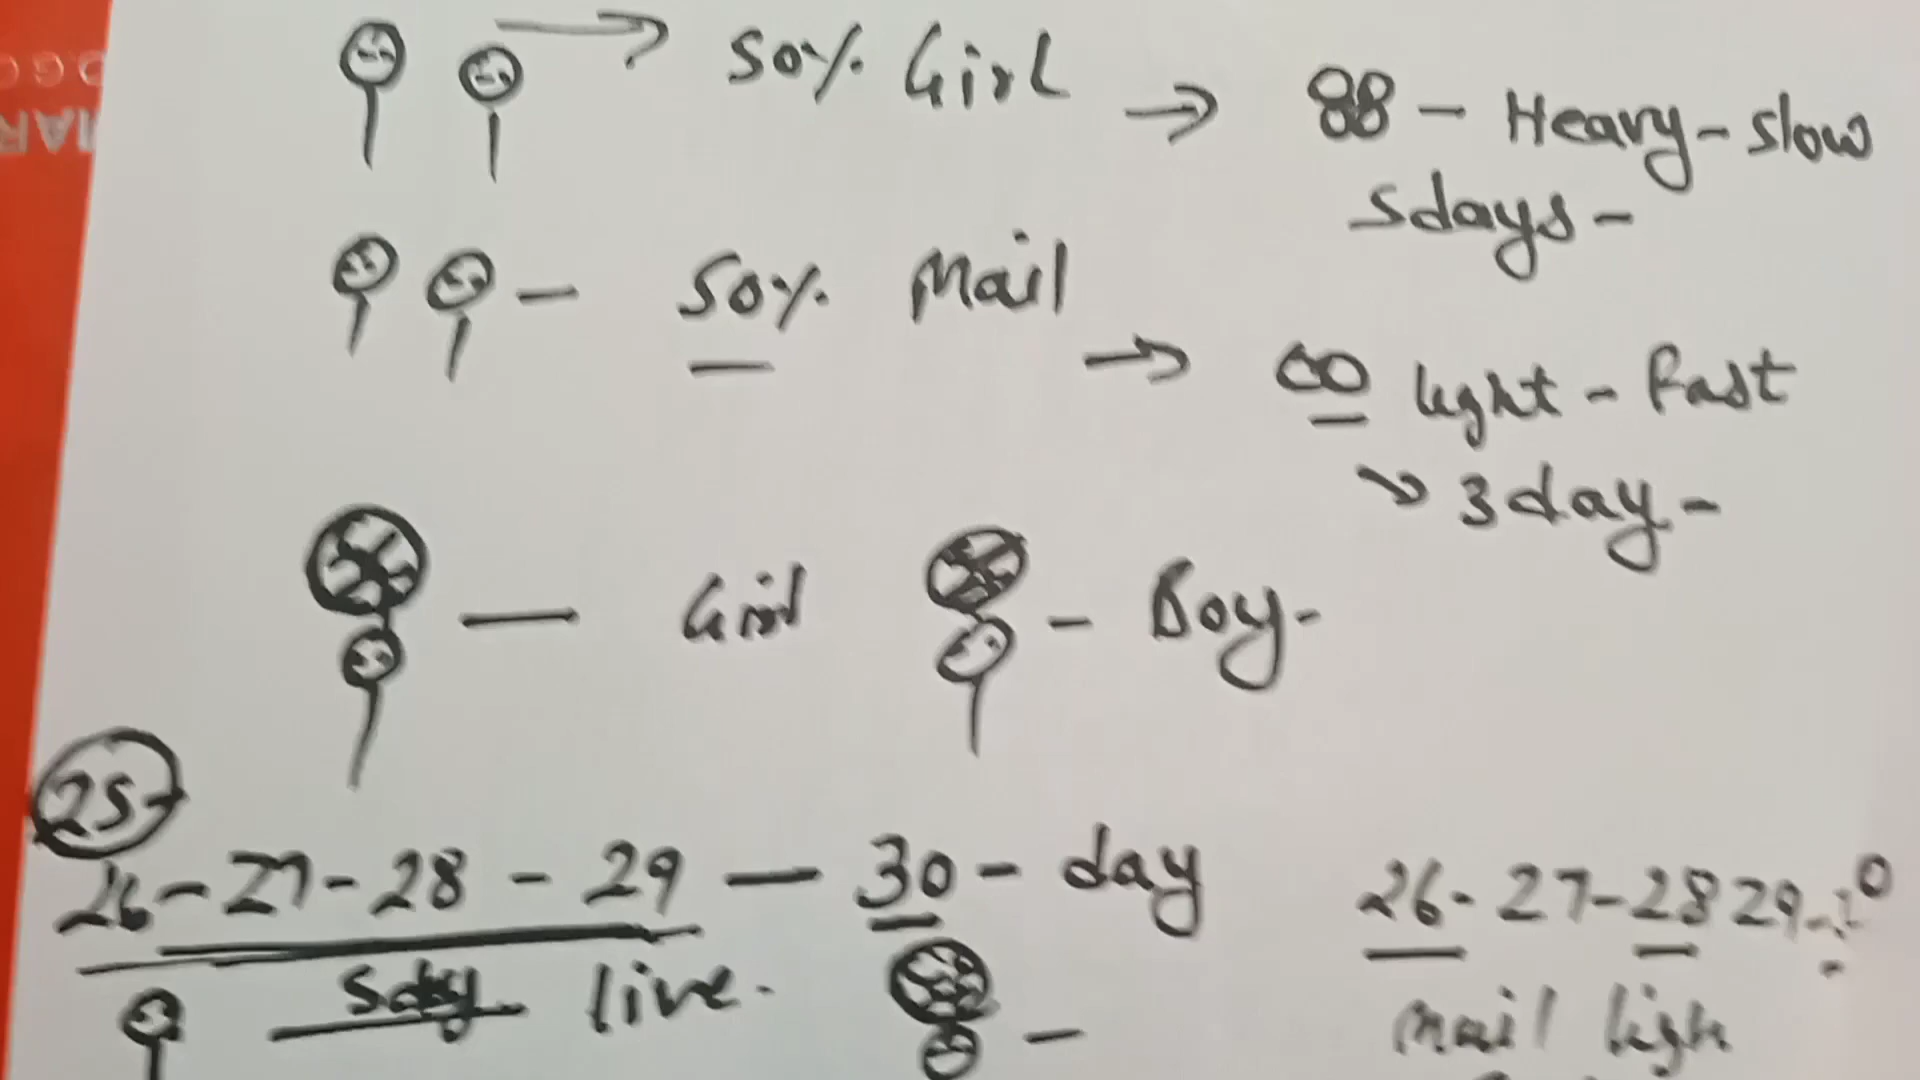 50% Girl → 88 - Heavy - slow
5days -
- 50% Mail → 00 light - Fast
3day -
- Girl - Boy -
25
26 - 27 - 28 - 29 - 30 - day
26 - 27 - 28 29 -
5day live.
mail ligh